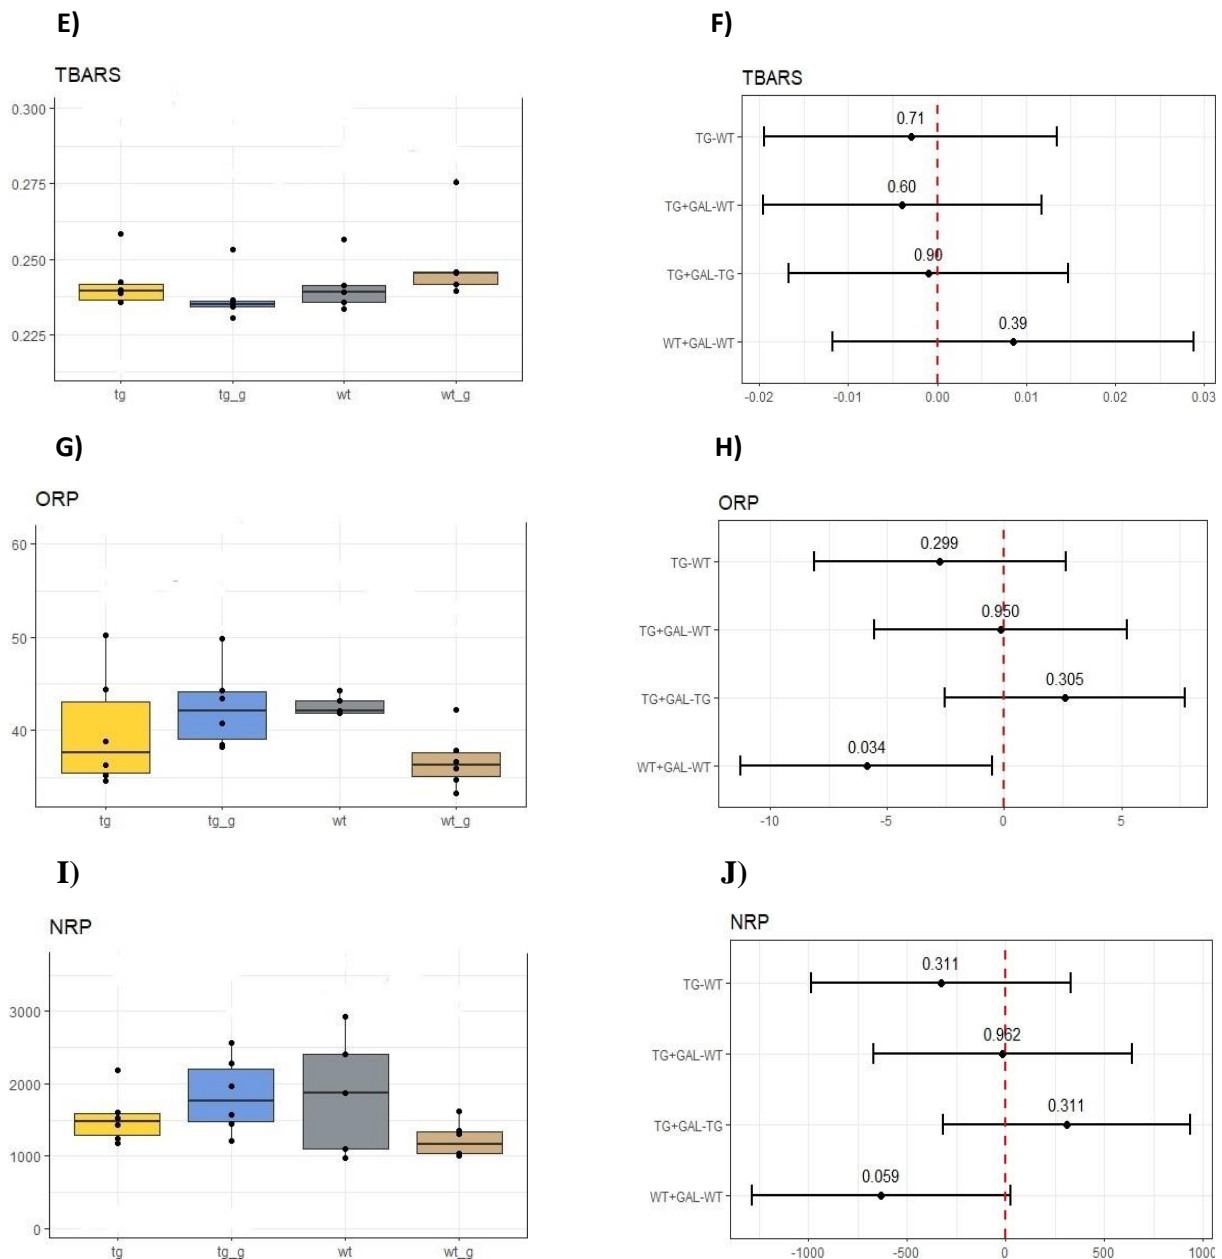 E)
F)
TBARS
0.300
0.275
0.250
0.225
tg
tg_g
wt
wt_g
TBARS
TG-WT
TG+GAL-WT
TG+GAL-TG
WT+GAL-WT
0.71
0.60
0.90
0.39
-0.02
-0.01
0.00
0.01
0.02
0.03
G)
H)
ORP
60
50
40
tg
tg_g
wt
wt_g
ORP
TG-WT
TG+GAL-WT
TG+GAL-TG
WT+GAL-WT
0.299
0.950
0.305
0.034
-10
-5
0
5
I)
J)
NRP
3000
2000
1000
0
tg
tg_g
wt
wt_g
NRP
TG-WT
TG+GAL-WT
TG+GAL-TG
WT+GAL-WT
0.311
0.962
0.311
0.059
-1000
-500
0
500